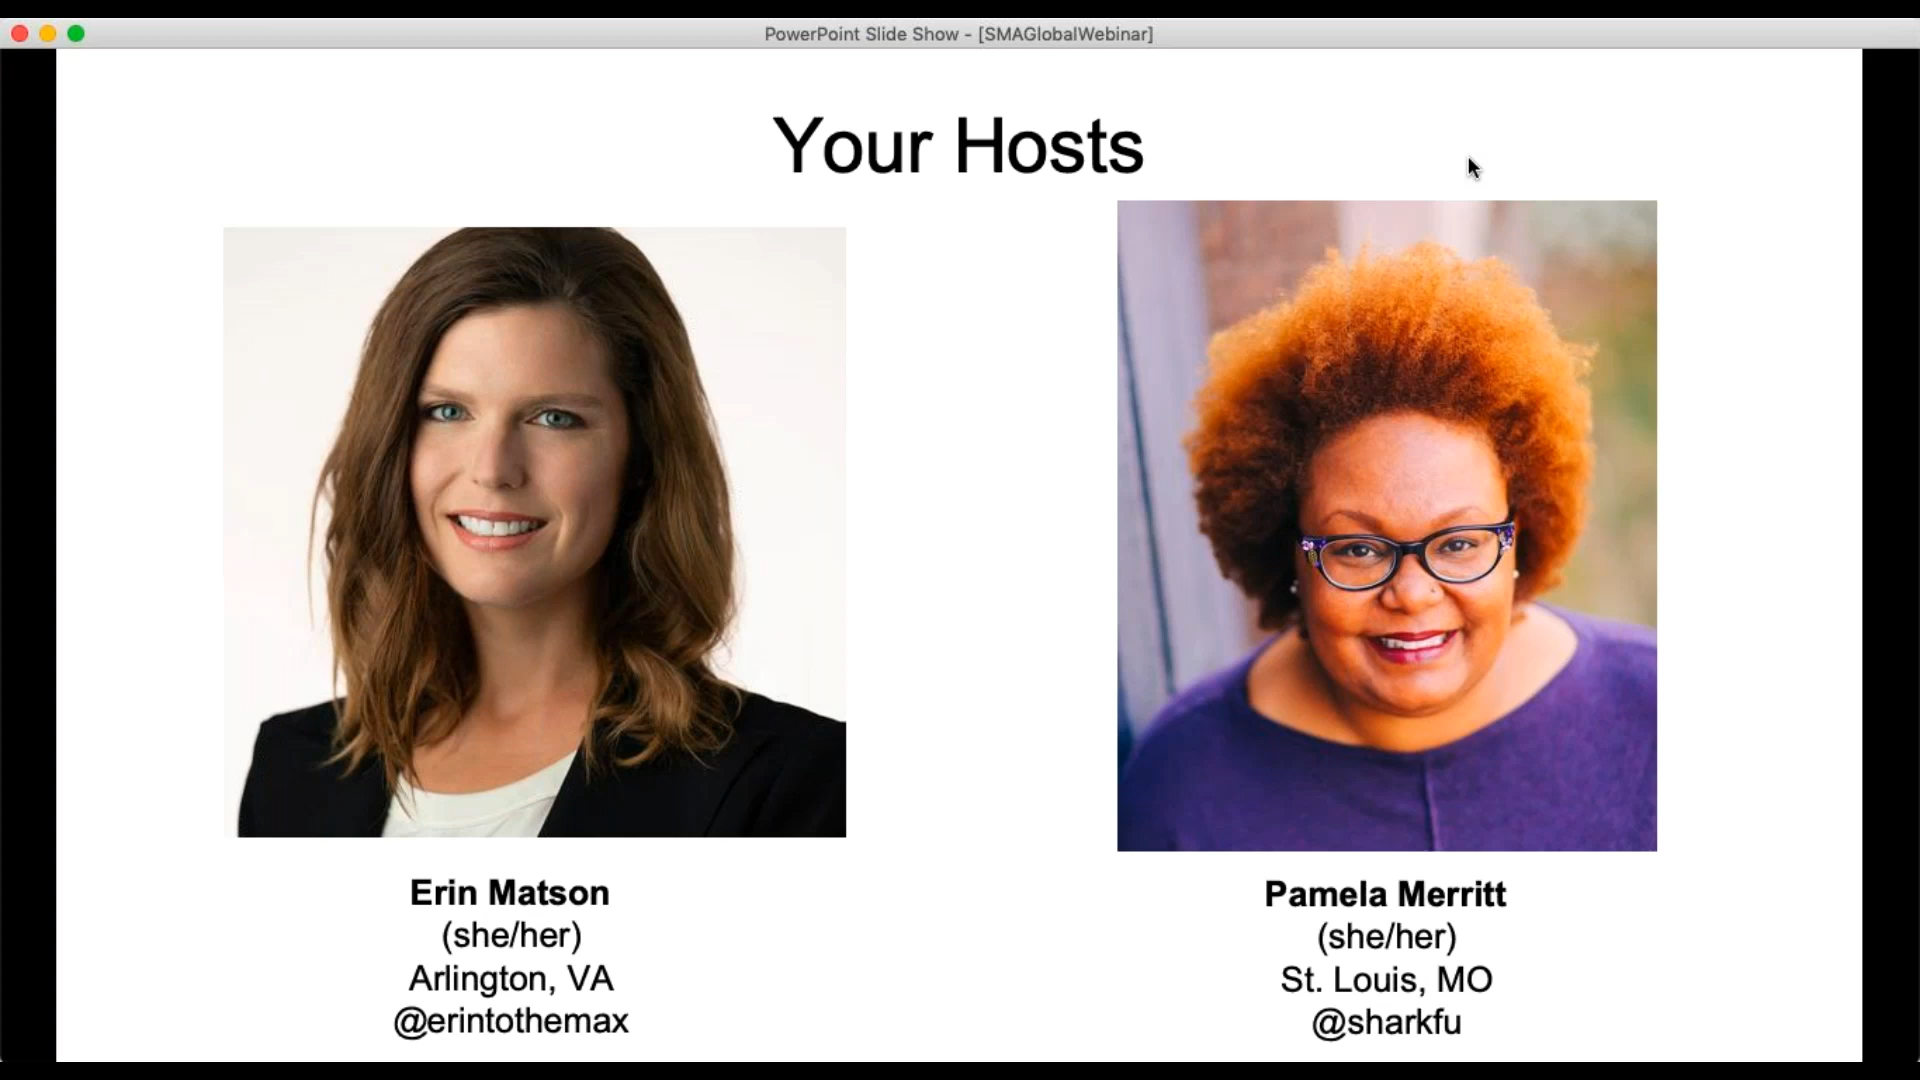 PowerPoint Slide Show - [SMAGlobalWebinar]
Your Hosts
Erin Matson
(she/her)
Arlington, VA
@erintothemax
Pamela Merritt
(she/her)
St. Louis, MO
@sharkfu